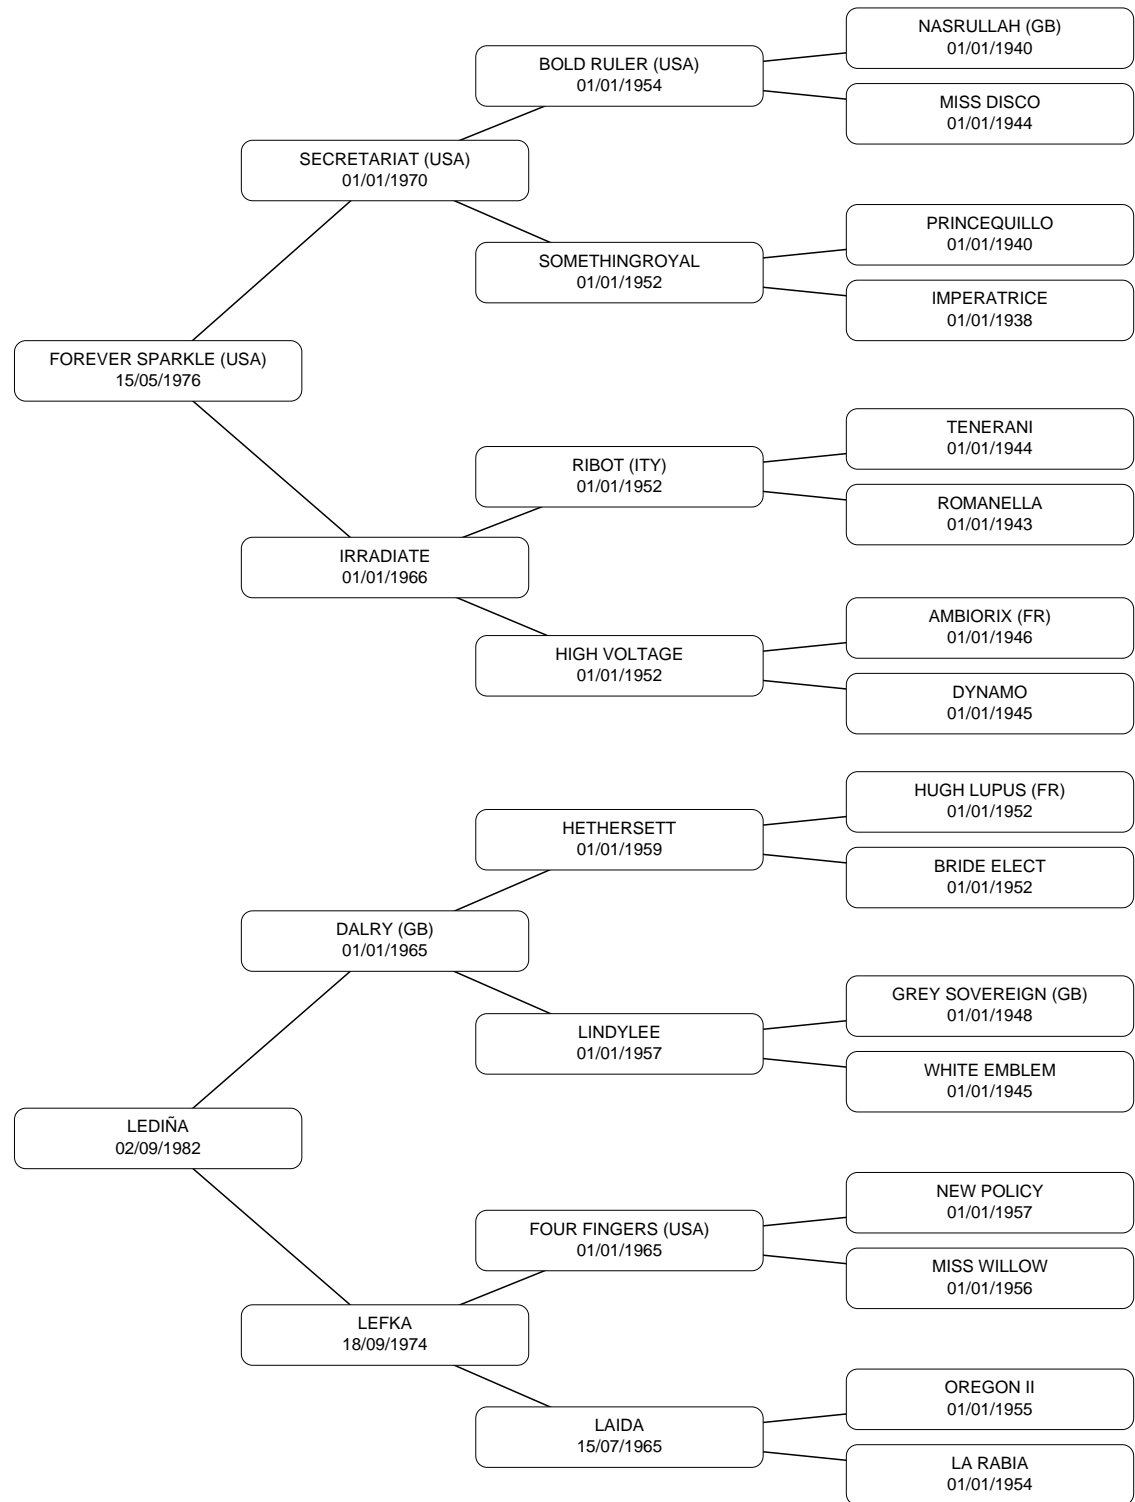 NASRULLAH (GB)
01/01/1940
BOLD RULER (USA)
01/01/1954
MISS DISCO
01/01/1944
SECRETARIAT (USA)
01/01/1970
PRINCEQUILLO
01/01/1940
SOMETHINGROYAL
01/01/1952
IMPERATRICE
01/01/1938
FOREVER SPARKLE (USA)
15/05/1976
TENERANI
01/01/1944
RIBOT (ITY)
01/01/1952
ROMANELLA
01/01/1943
IRRADIATE
01/01/1966
AMBIORIX (FR)
01/01/1946
HIGH VOLTAGE
01/01/1952
DYNAMO
01/01/1945
HUGH LUPUS (FR)
01/01/1952
HETHERSETT
01/01/1959
BRIDE ELECT
01/01/1952
DALRY (GB)
01/01/1965
GREY SOVEREIGN (GB)
01/01/1948
LINDYLEE
01/01/1957
WHITE EMBLEM
01/01/1945
LEDIÑA
02/09/1982
NEW POLICY
01/01/1957
FOUR FINGERS (USA)
01/01/1965
MISS WILLOW
01/01/1956
LEFKA
18/09/1974
OREGON II
01/01/1955
LAIDA
15/07/1965
LA RABIA
01/01/1954